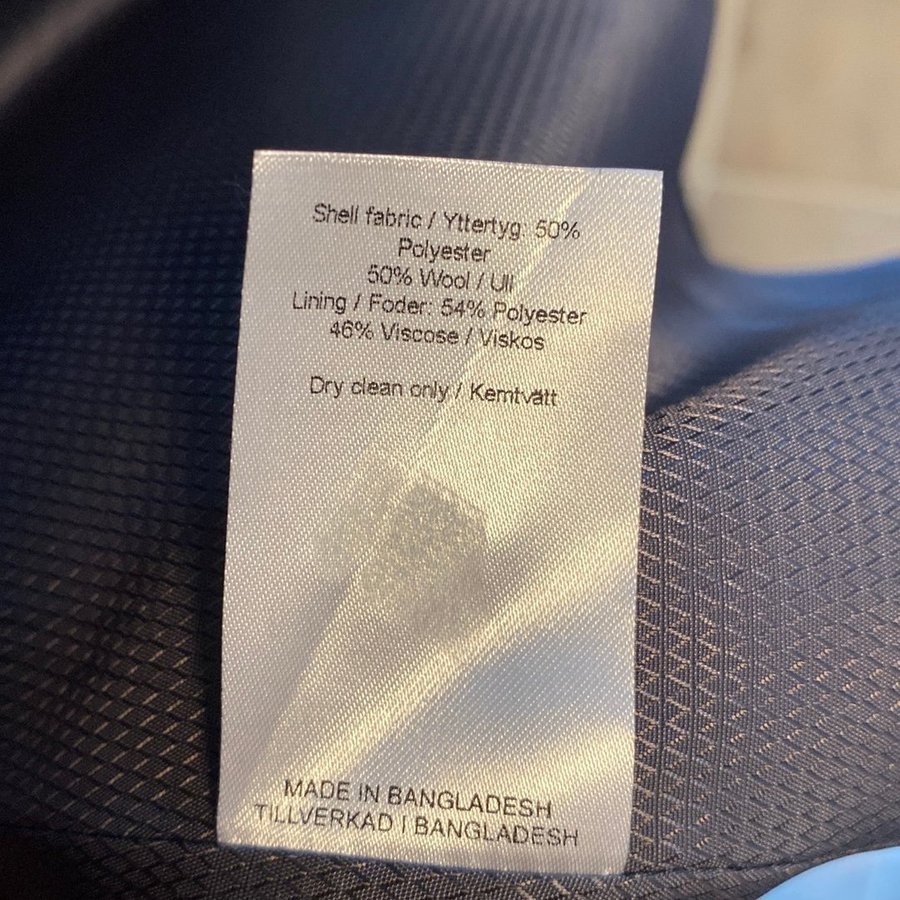 Shell fabric / Yttertyg: 50%
Polyester
50% Wool / Ull
Lining / Foder: 54% Polyester
46% Viscose / Viskos
Dry clean only / Kemtvätt
MADE IN BANGLADESH
TILLVERKAD I BANGLADESH